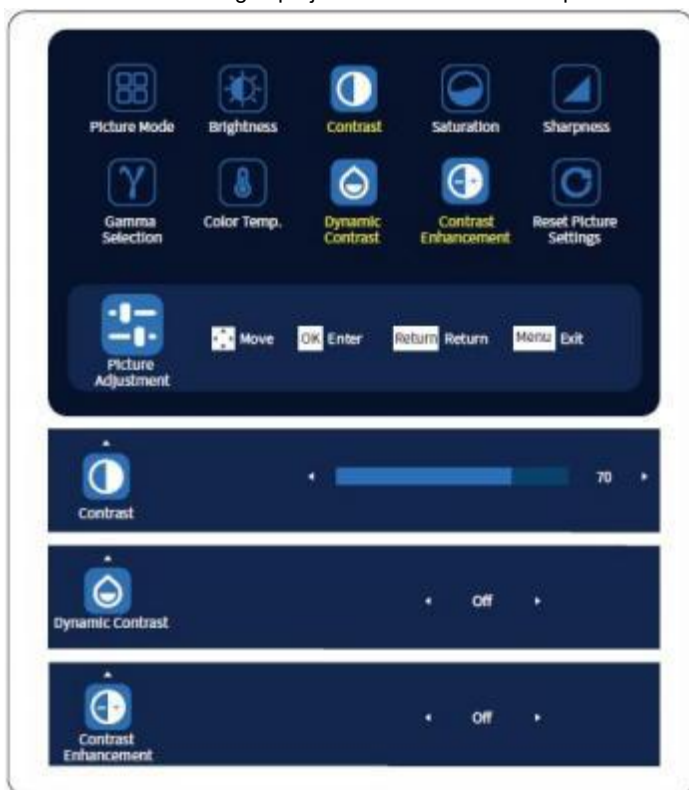 Picture Mode
Brightness
Contrast
Saturation
Sharpness
Gamma
Selection
Color Temp.
Dynamic
Contrast
Contrast
Enhancement
Reset Picture
Settings
Picture
Adjustment
Move
OK Enter
Return Return
Menu Exit
Contrast
70
Dynamic Contrast
Off
Contrast
Enhancement
Off